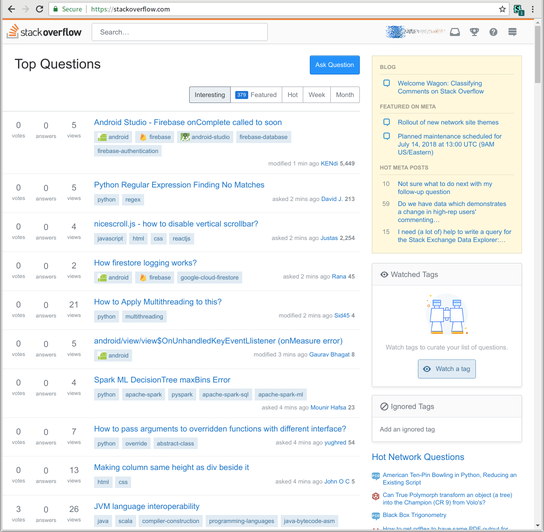 Secure
https://stackoverflow.com
stackoverflow
Search...
Top Questions
Ask Question
Interesting
379 Featured
Hot
Week
Month
0 votes 0 answers 5 views
Android Studio - Firebase onComplete called to soon
android firebase android-studio firebase-database
firebase-authentication
modified 1 min ago KENdi 5,449
0 votes 0 answers 5 views
Python Regular Expression Finding No Matches
python regex
asked 2 mins ago David J. 213
0 votes 0 answers 4 views
nicescroll.js - how to disable vertical scrollbar?
javascript html css reactjs
asked 2 mins ago Justas 2,254
0 votes 0 answers 2 views
How firestore logging works?
android firebase google-cloud-firestore
asked 2 mins ago Rana 45
0 votes 0 answers 21 views
How to Apply Multithreading to this?
python multithreading
modified 2 mins ago Sid45 4
0 votes 0 answers 5 views
android/view/view$OnUnhandledKeyEventLlistener (onMeasure error)
android
modified 3 mins ago Gaurav Bhagat 8
0 votes 0 answers 4 views
Spark ML DecisionTree maxBins Error
python apache-spark pyspark apache-spark-sql apache-spark-ml
asked 4 mins ago Mounir Hafsa 23
0 votes 0 answers 7 views
How to pass arguments to overridden functions with different interface?
python override abstract-class
asked 4 mins ago yughred 54
0 votes 0 answers 13 views
Making column same height as div beside it
html css
asked 4 mins ago John O C 5
3 votes 0 answers 26 views
JVM language interoperability
java scala compiler-construction programming-languages java-bytecode-asm
BLOG
Welcome Wagon: Classifying
Comments on Stack Overflow
FEATURED ON META
Rollout of new network site themes
Planned maintenance scheduled for
July 14, 2018 at 13:00 UTC (9AM
US/Eastern)
HOT META POSTS
10 Not sure what to do next with my
follow-up question
59 Do we have data which demonstrates
a change in high-rep users'
commenting…
15 I need (a lot of) help to write a query for
the Stack Exchange Data Explorer:…
Watched Tags
Watch tags to curate your list of questions.
Watch a tag
Ignored Tags
Add an ignored tag
Hot Network Questions
American Ten-Pin Bowling in Python, Reducing an
Existing Script
Can True Polymorph transform an object (a tree)
into the Champion (CR 9) from Volo's?
Black Box Trigonometry